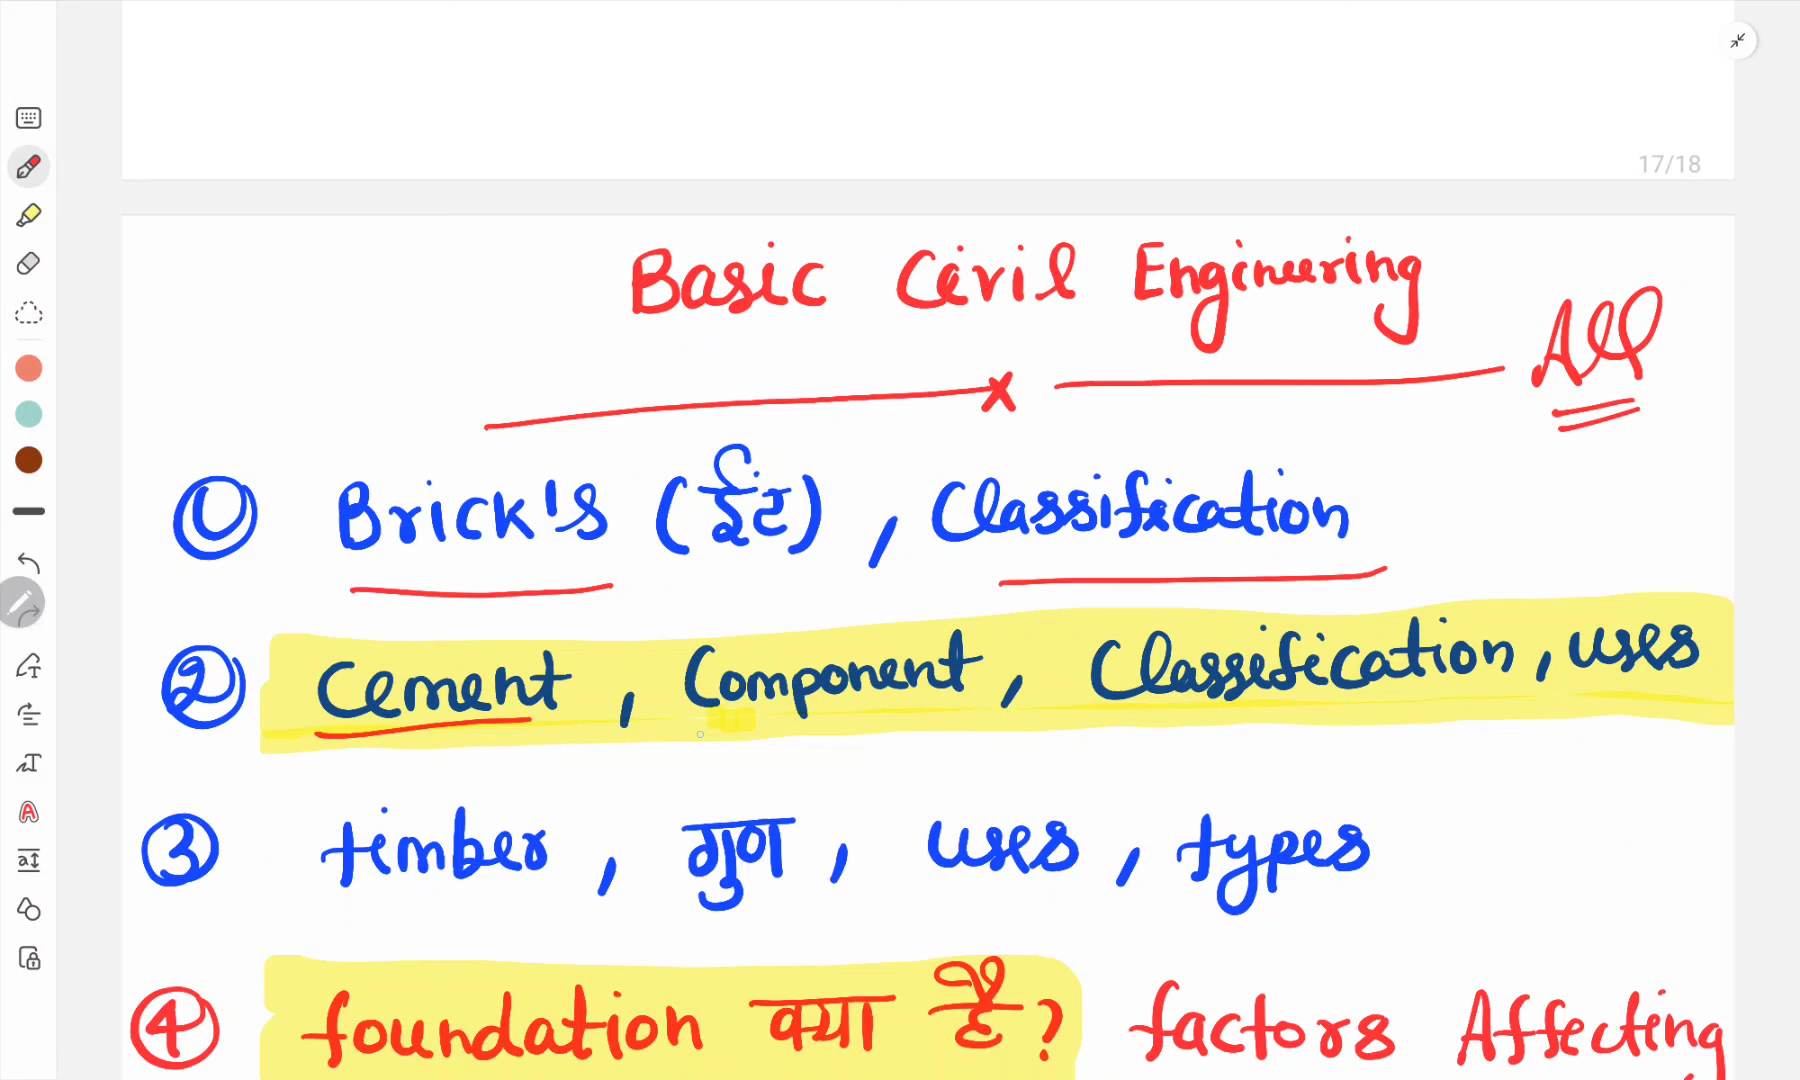 17/18
Basic Civil Engineering
All
① Brick's (ईंट), Classification
② Cement, Component, Classification, uses
③ timber, गुण, uses, types
④ foundation क्या है? factors Affecting